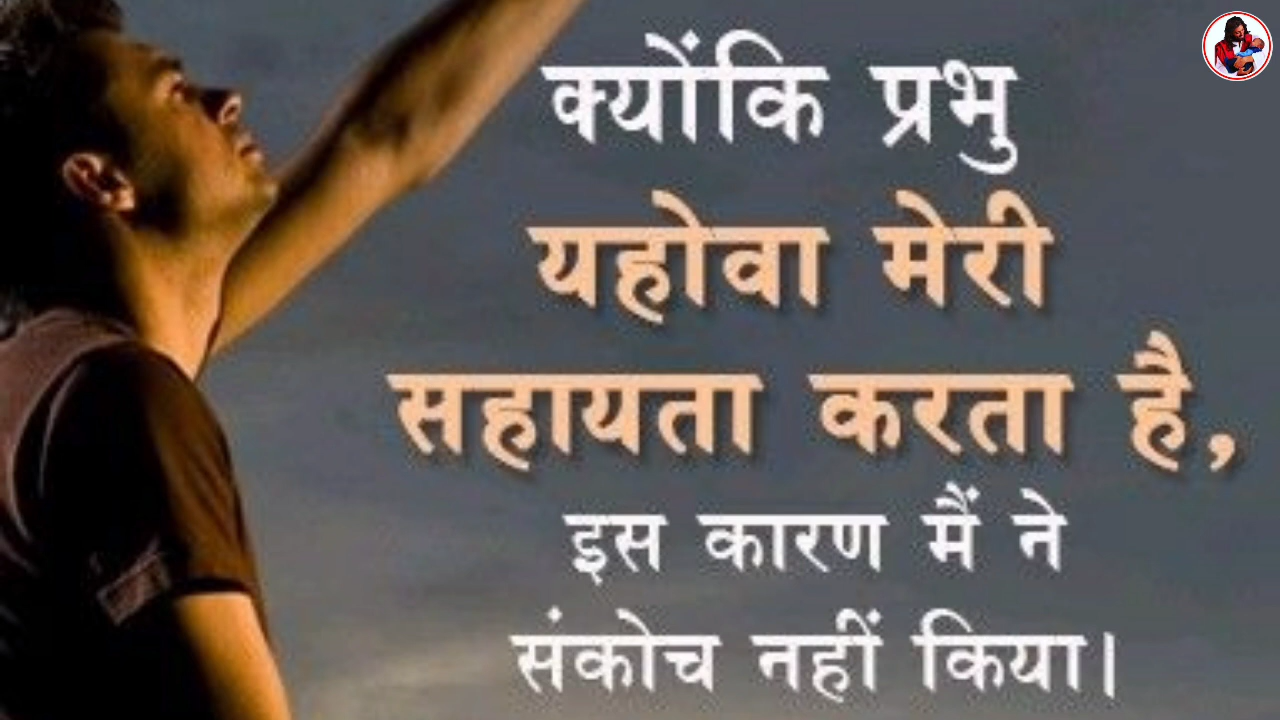 क्योंकि प्रभु
यहोवा मेरी
सहायता करता है,
इस कारण मैं ने
संकोच नहीं किया।